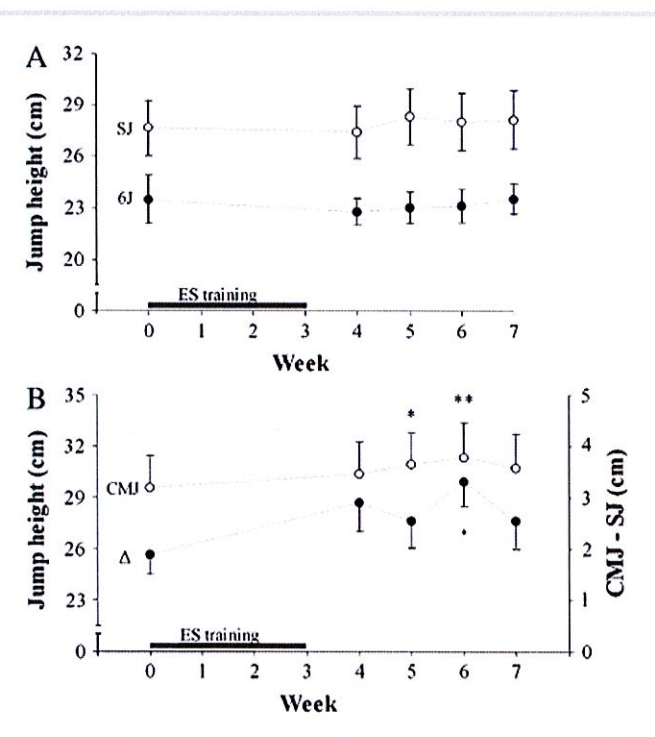 A
32
29
26
23
20
0
Jump height (cm)
SJ
6J
ES training
0 1 2 3 4 5 6 7
Week
B
35
32
29
26
23
0
Jump height (cm)
CMJ
Δ
ES training
* **
5
4
3
2
1
0
CMJ - SJ (cm)
0 1 2 3 4 5 6 7
Week